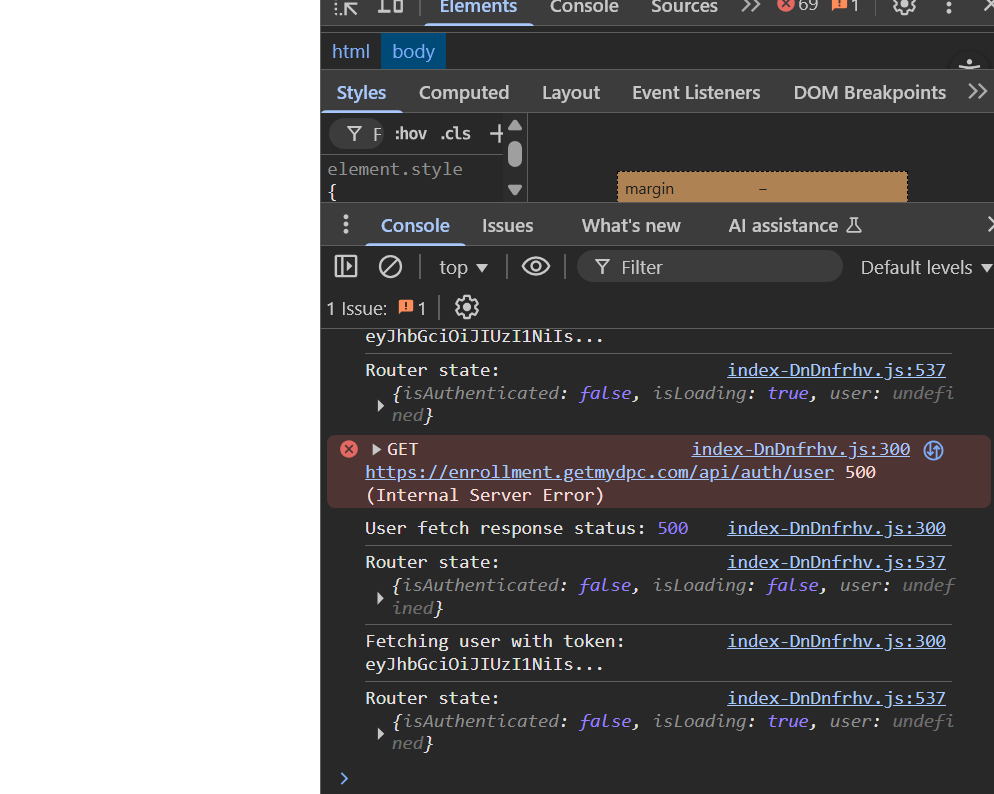 Elements Console Sources 69 1
html body
Styles Computed Layout Event Listeners DOM Breakpoints
F :hov .cls +
element.style
{
margin –
Console Issues What's new AI assistance
top Filter Default levels
1 Issue: 1
eyJhbGciOiJIUzI1NiIs...
Router state: index-DnDnfrhv.js:537
{isAuthenticated: false, isLoading: true, user: undefi
ned}
GET index-DnDnfrhv.js:300
https://enrollment.getmydpc.com/api/auth/user 500
(Internal Server Error)
User fetch response status: 500 index-DnDnfrhv.js:300
Router state: index-DnDnfrhv.js:537
{isAuthenticated: false, isLoading: false, user: undef
ined}
Fetching user with token: index-DnDnfrhv.js:300
eyJhbGciOiJIUzI1NiIs...
Router state: index-DnDnfrhv.js:537
{isAuthenticated: false, isLoading: true, user: undefi
ned}